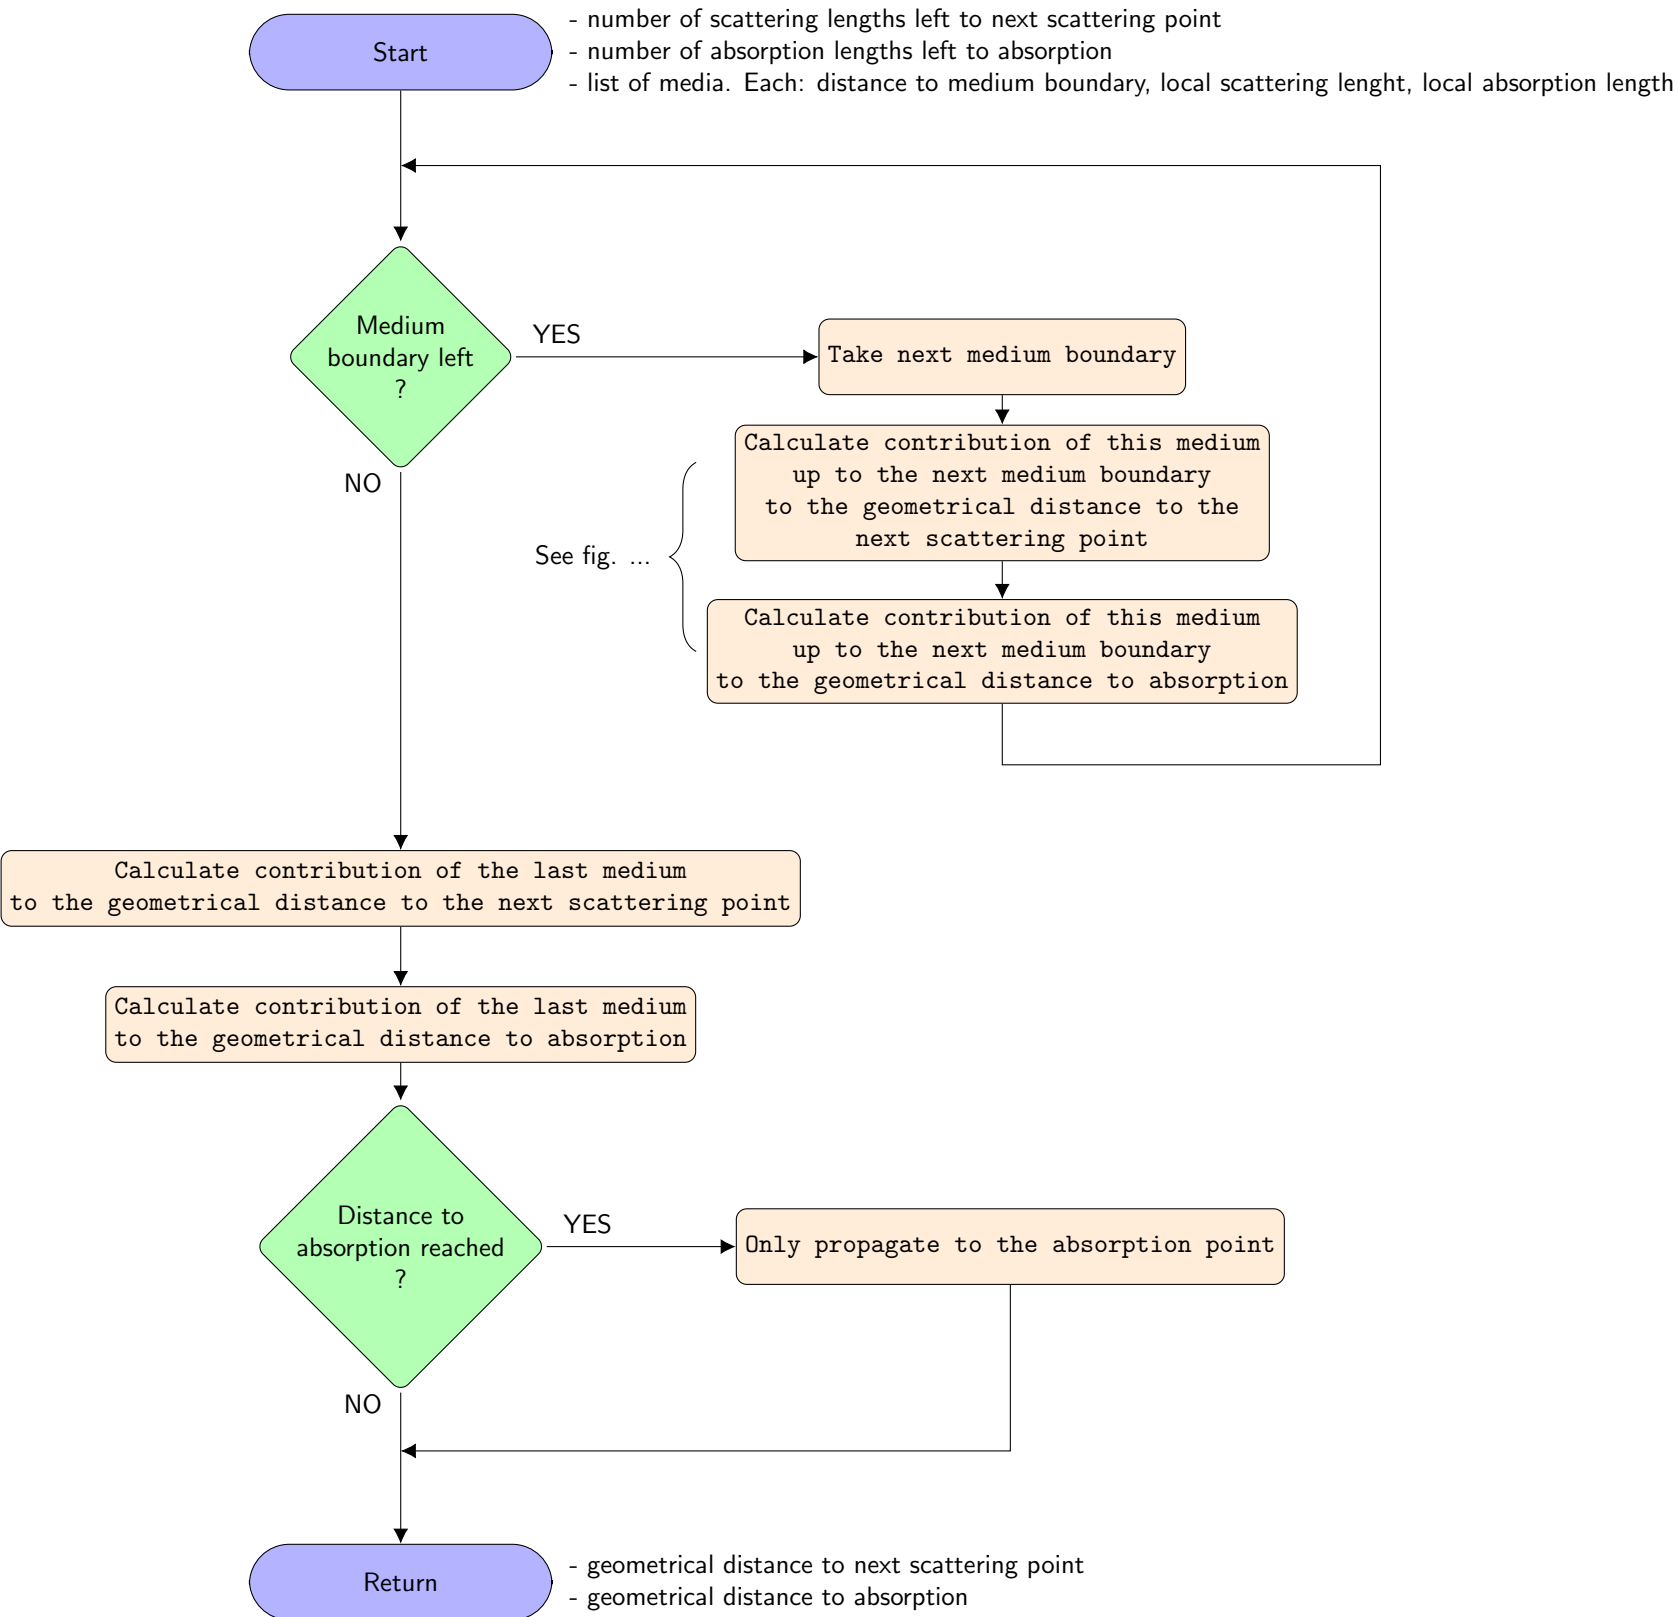 Start
- number of scattering lengths left to next scattering point
- number of absorption lengths left to absorption
- list of media. Each: distance to medium boundary, local scattering lenght, local absorption length
Medium
boundary left
?
YES
Take next medium boundary
NO
Calculate contribution of this medium
up to the next medium boundary
to the geometrical distance to the
next scattering point
See fig. ...
Calculate contribution of this medium
up to the next medium boundary
to the geometrical distance to absorption
Calculate contribution of the last medium
to the geometrical distance to the next scattering point
Calculate contribution of the last medium
to the geometrical distance to absorption
Distance to
absorption reached
?
YES
Only propagate to the absorption point
NO
Return
- geometrical distance to next scattering point
- geometrical distance to absorption